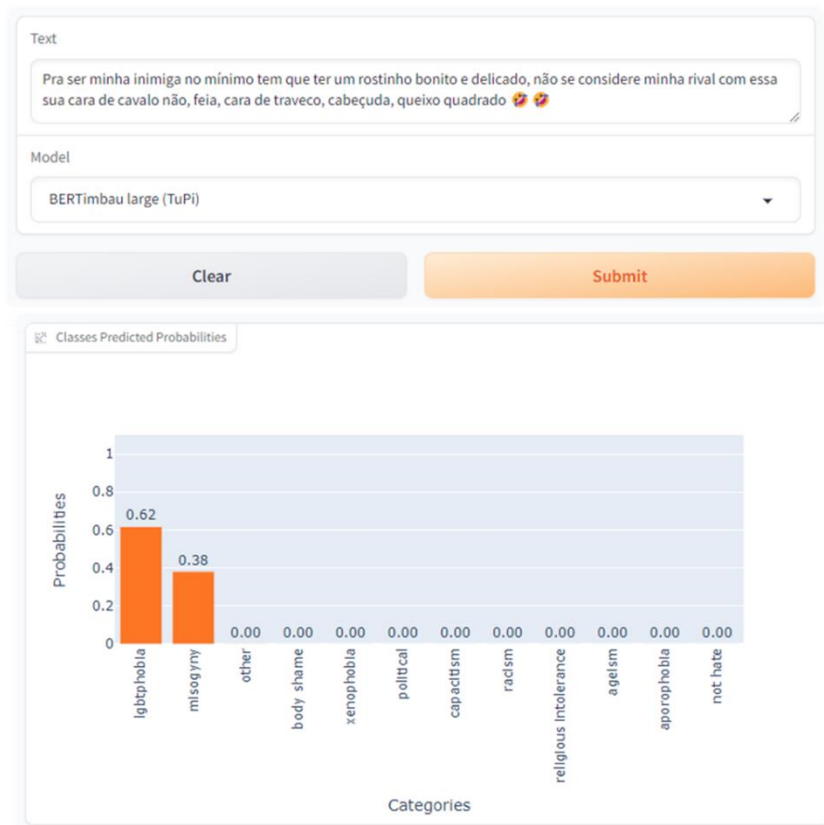 Text
Pra ser minha inimiga no mínimo tem que ter um rostinho bonito e delicado, não se considere minha rival com essa
sua cara de cavalo não, feia, cara de traveco, cabeçuda, queixo quadrado 🤣 🤣
Model
BERTimbau large (TuPi)
Clear
Submit
Classes Predicted Probabilities
1
0.8
0.6
0.4
0.2
0
Probabilities
0.62
0.38
0.00
0.00
0.00
0.00
0.00
0.00
0.00
0.00
0.00
0.00
lgbtphobia
misogyny
other
body shame
xenophobia
political
capacitism
racism
religious intolerance
ageism
aporophobia
not hate
Categories